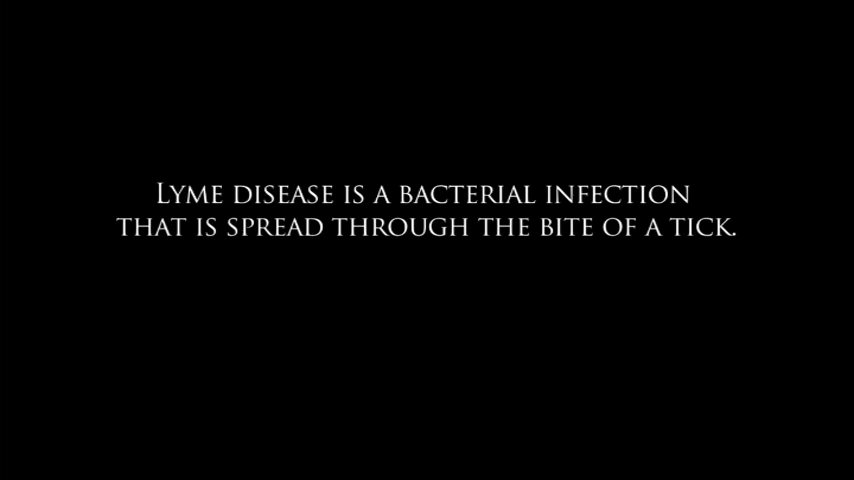 Lyme disease is a bacterial infection
that is spread through the bite of a tick.